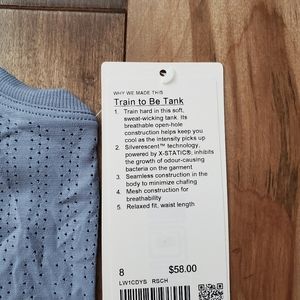 WHY WE MADE THIS
Train to Be Tank
1. Train hard in this soft,
sweat-wicking tank. Its
breathable open-hole
construction helps keep you
cool as the intensity picks up
2. Silverescent™ technology,
powered by X-STATIC®: inhibits
the growth of odour-causing
bacteria on the garment
3. Seamless construction in the
body to minimize chafing
4. Mesh construction for
breathability
5. Relaxed fit, waist length
8 $58.00
LW1CDYS RSCH